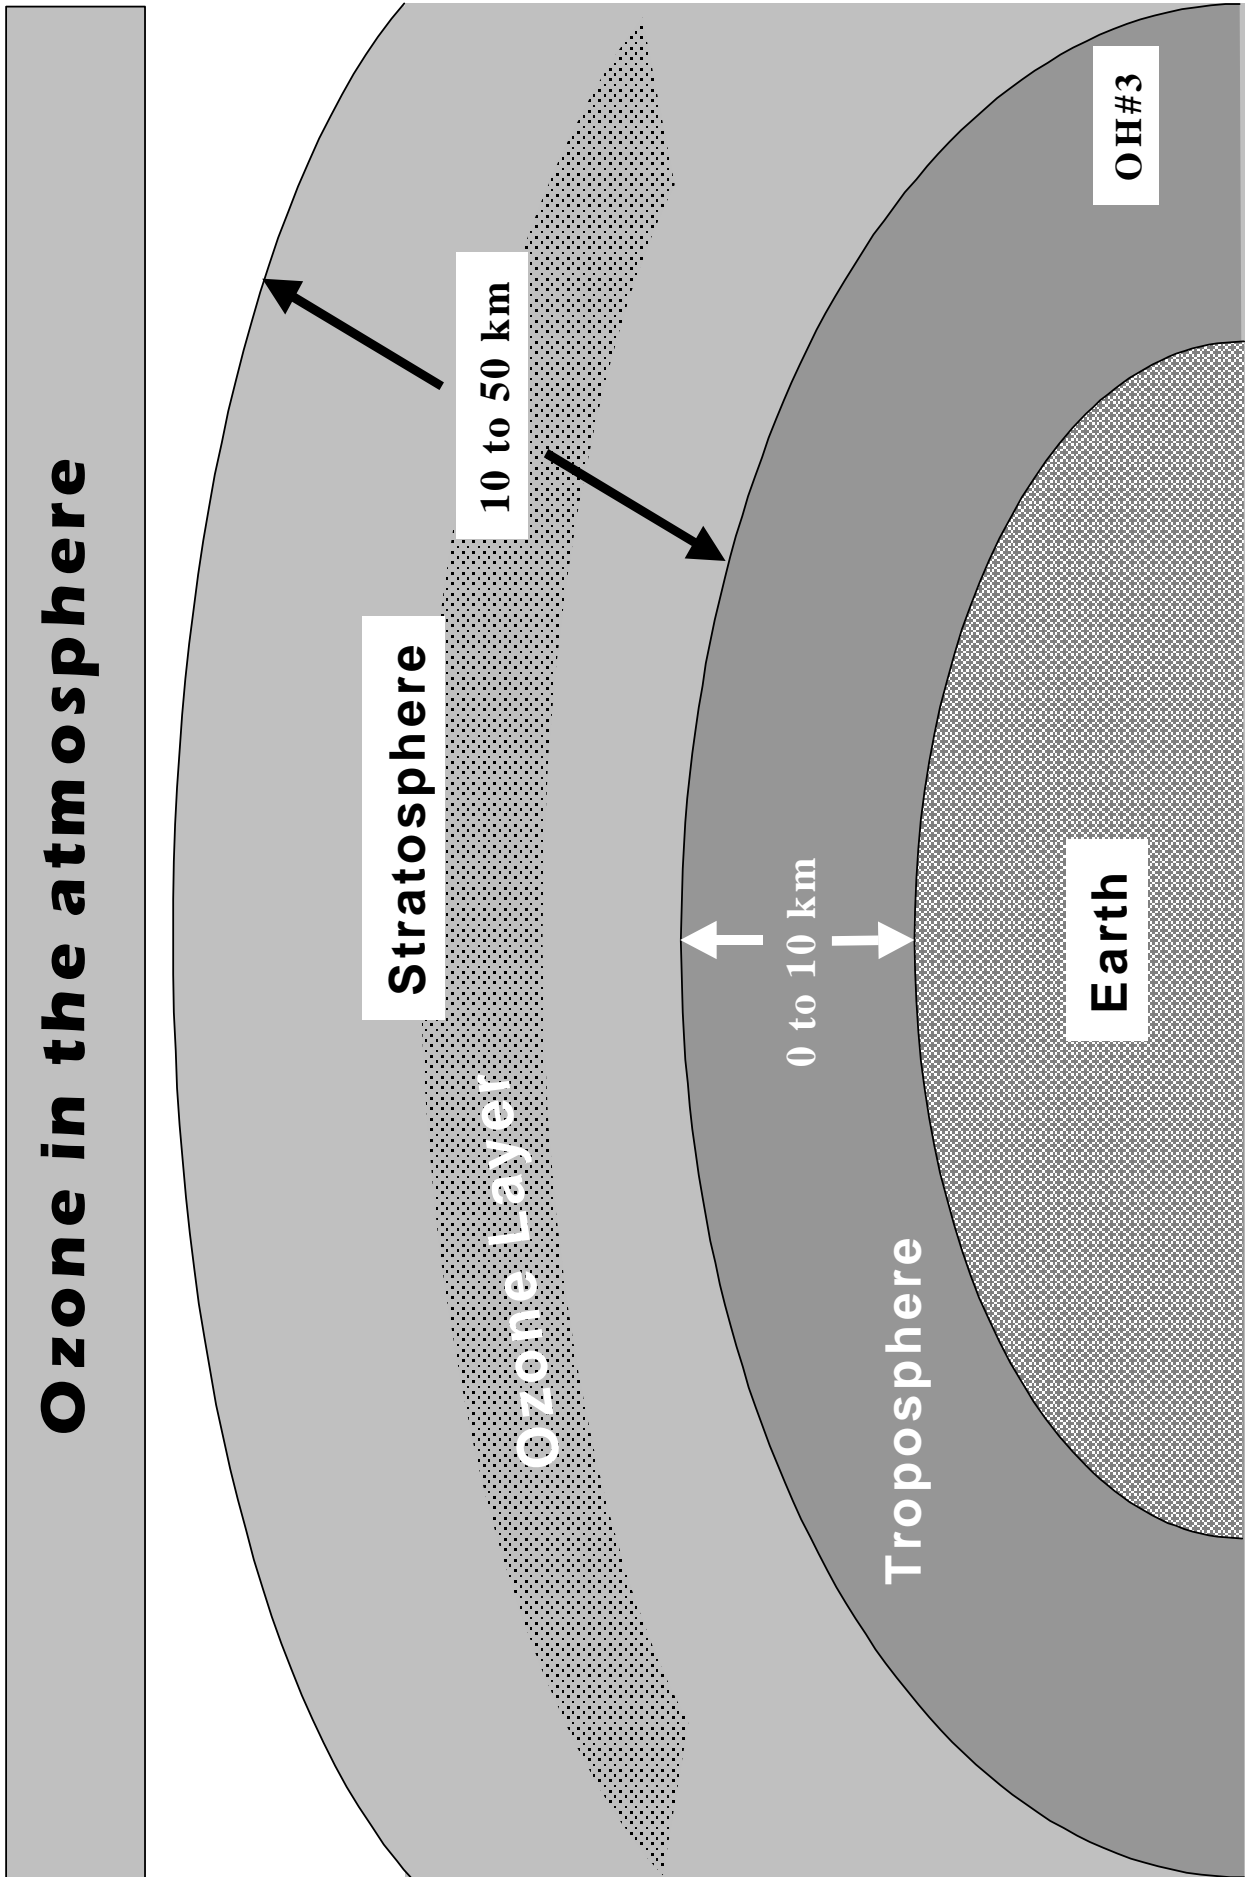 Ozone in the atmosphere
Stratosphere
10 to 50 km
Ozone Layer
0 to 10 km
Troposphere
Earth
OH#3